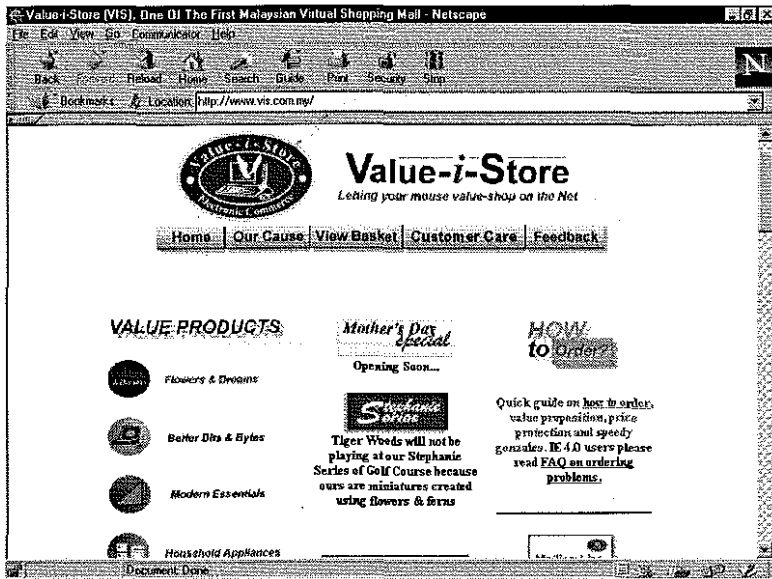 Value-i-Store (VIS), One Of The First Malaysian Virtual Shopping Mall - Netscape
File Edit View Go Communicator Help
Back Forward Reload Home Search Guide Print Security Stop
N
Bookmarks Location: http://www.vis.com.my/
Value-i-Store
Electronic Commerce
Value-i-Store
Letting your mouse value-shop on the Net
Home Our Cause View Basket Customer Care Feedback
VALUE PRODUCTS
Flowers & Dreams
Better Bits & Bytes
Modern Essentials
Household Appliances
Mother's Day
Special
Opening Soon...
Stephanie
Series
Tiger Woods will not be
playing at our Stephanie
Series of Golf Course because
ours are miniatures created
using flowers & ferns
HOW
to Order?
Quick guide on how to order,
value proposition, price
protection and speedy
gonzales. IE 4.0 users please
read FAQ on ordering
problems.
Document: Done